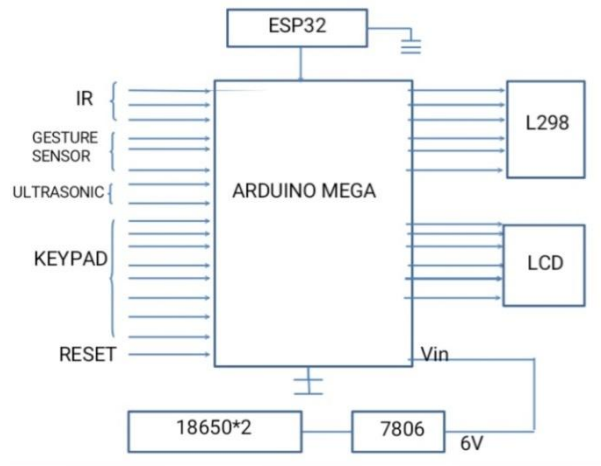 ESP32
IR
GESTURE
SENSOR
ULTRASONIC
KEYPAD
RESET
ARDUINO MEGA
L298
LCD
Vin
18650*2
7806
6V